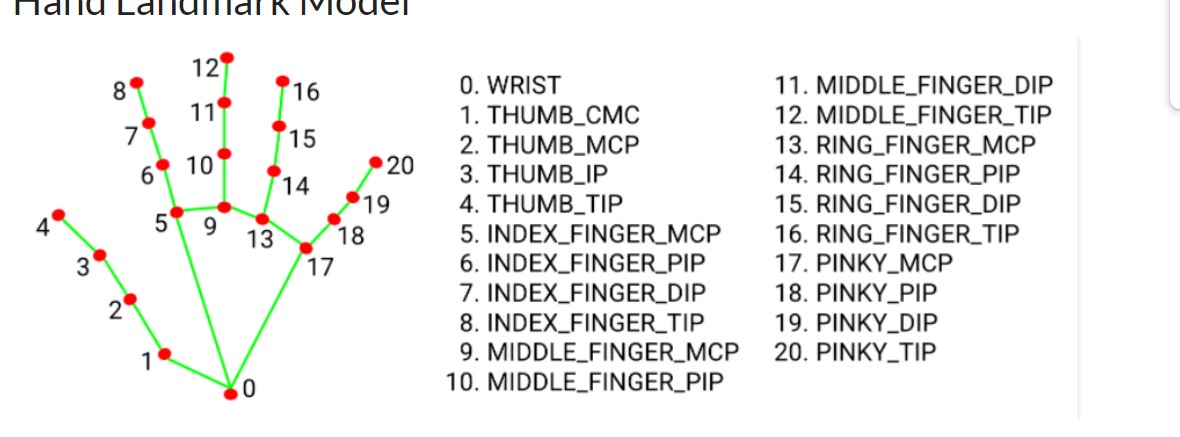 Hand Landmark Model
12
8
16
11
7
15
10
6
14
20
19
4
5
9
13
18
3
17
2
1
0
0. WRIST
1. THUMB_CMC
2. THUMB_MCP
3. THUMB_IP
4. THUMB_TIP
5. INDEX_FINGER_MCP
6. INDEX_FINGER_PIP
7. INDEX_FINGER_DIP
8. INDEX_FINGER_TIP
9. MIDDLE_FINGER_MCP
10. MIDDLE_FINGER_PIP
11. MIDDLE_FINGER_DIP
12. MIDDLE_FINGER_TIP
13. RING_FINGER_MCP
14. RING_FINGER_PIP
15. RING_FINGER_DIP
16. RING_FINGER_TIP
17. PINKY_MCP
18. PINKY_PIP
19. PINKY_DIP
20. PINKY_TIP